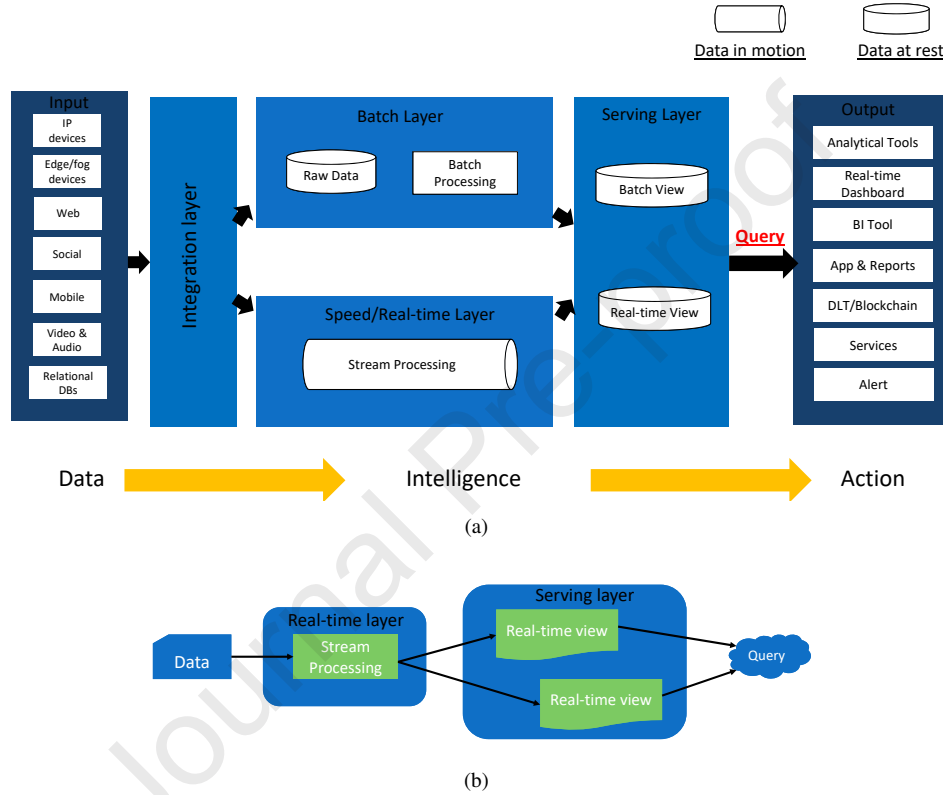 Data in motion
Data at rest
Input
IP
devices
Edge/fog
devices
Web
Social
Mobile
Video &
Audio
Relational
DBs
Integration layer
Batch Layer
Raw Data
Batch
Processing
Speed/Real-time Layer
Stream Processing
Serving Layer
Batch View
Real-time View
Query
Output
Analytical Tools
Real-time
Dashboard
BI Tool
App & Reports
DLT/Blockchain
Services
Alert
Data
Intelligence
Action
(a)
Real-time layer
Serving layer
Data
Stream
Processing
Real-time view
Real-time view
Query
(b)
Journal Pre-proof